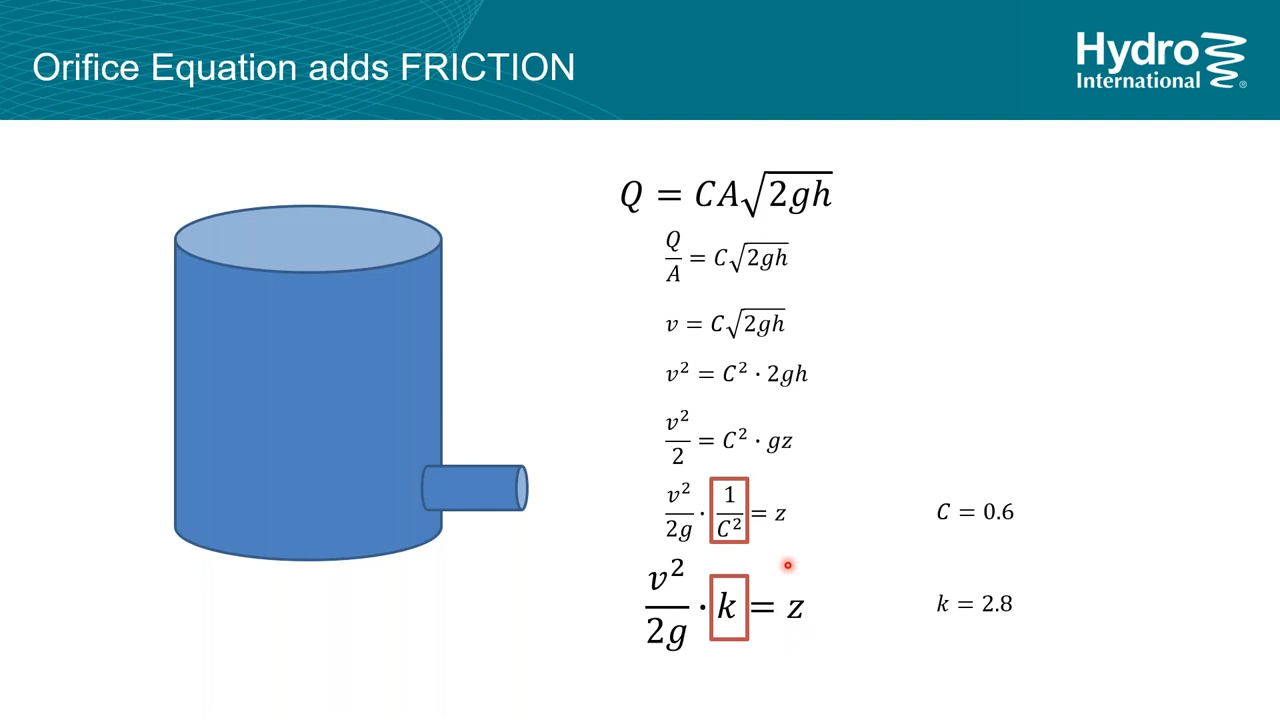 Orifice Equation adds FRICTION
Hydro
International
®
Q = CA√(2gh)
Q/A = C√(2gh)
v = C√(2gh)
v² = C² · 2gh
v²/2 = C² · gz
v²/2g · 1/C² = z
C = 0.6
v²/2g · k = z
k = 2.8